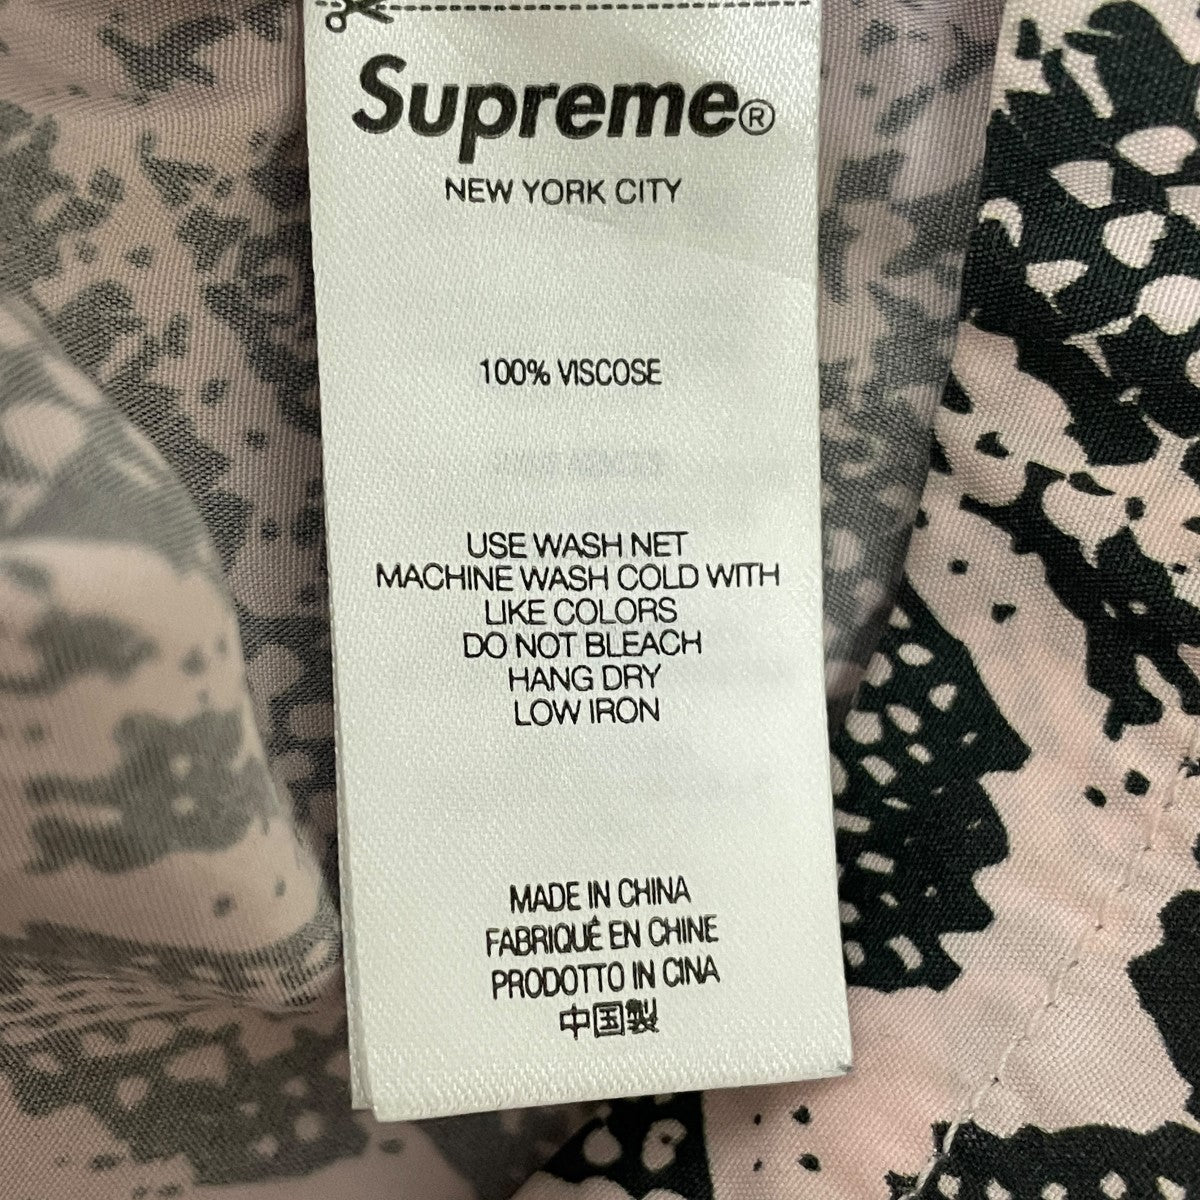 Supreme®
NEW YORK CITY
100% VISCOSE
USE WASH NET
MACHINE WASH COLD WITH
LIKE COLORS
DO NOT BLEACH
HANG DRY
LOW IRON
MADE IN CHINA
FABRIQUÉ EN CHINE
PRODOTTO IN CINA
中国製